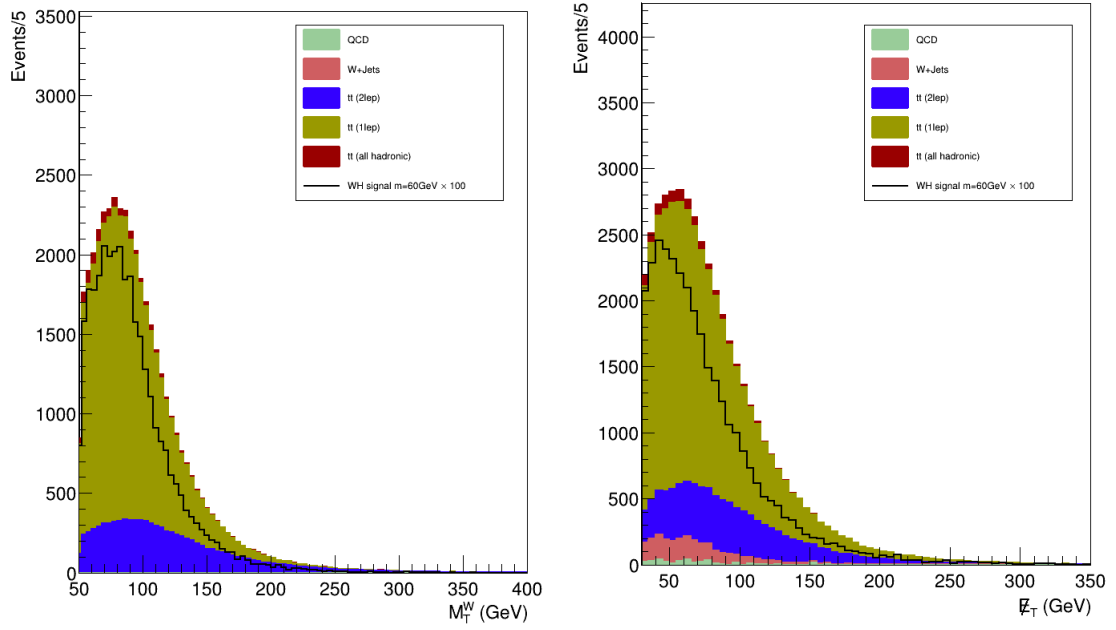 Events/5
3500
3000
2500
2000
1500
1000
500
0
50 100 150 200 250 300 350 400
M_T^W (GeV)
QCD
W+Jets
tt (2lep)
tt (1lep)
tt (all hadronic)
WH signal m=60GeV × 100
Events/5
4000
3500
3000
2500
2000
1500
1000
500
0
50 100 150 200 250 300 350
E̸_T (GeV)
QCD
W+Jets
tt (2lep)
tt (1lep)
tt (all hadronic)
WH signal m=60GeV × 100